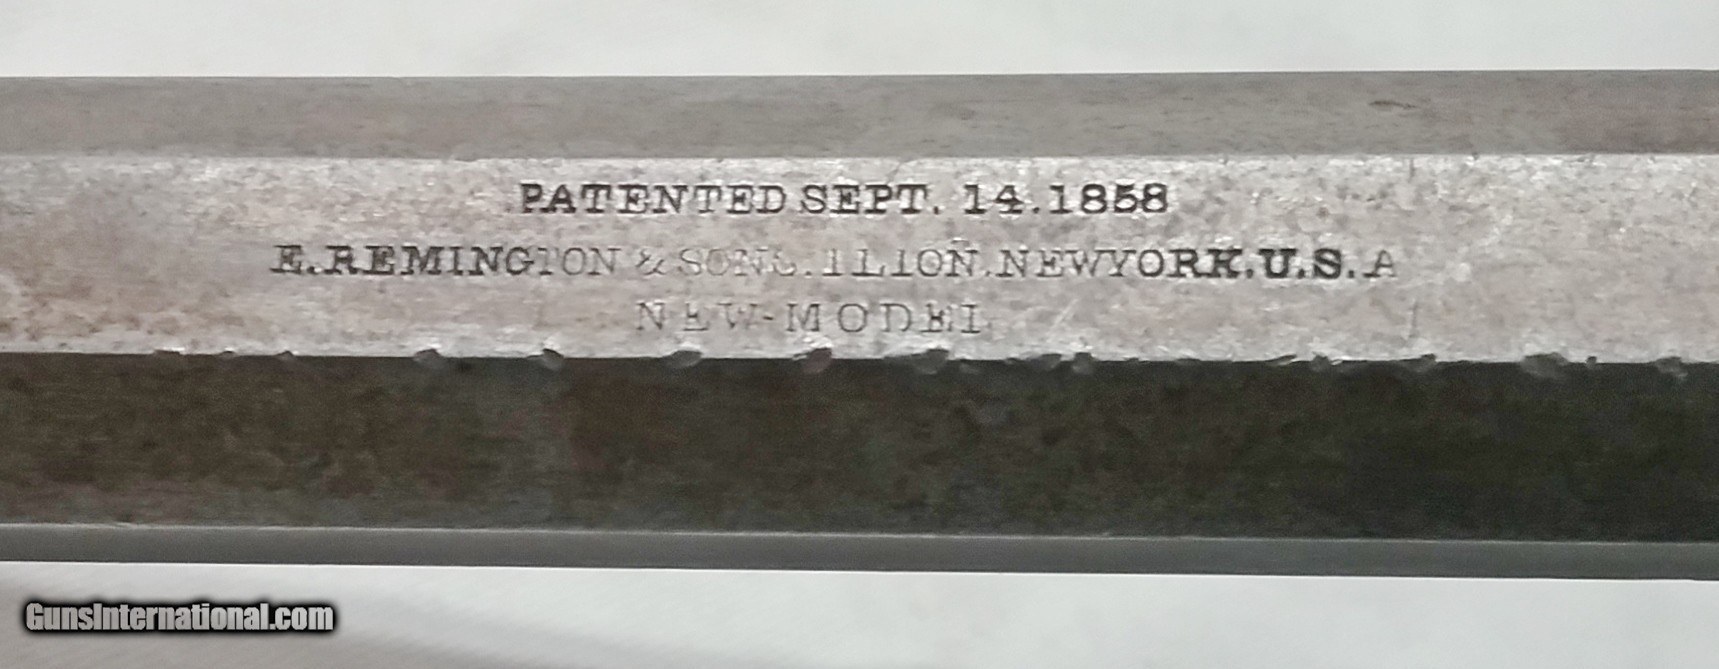 PATENTED SEPT. 14.1858
E.REMINGTON & SONS.ILION.NEWYORK.U.S.A
NEW-MODEL
GunsInternational.com